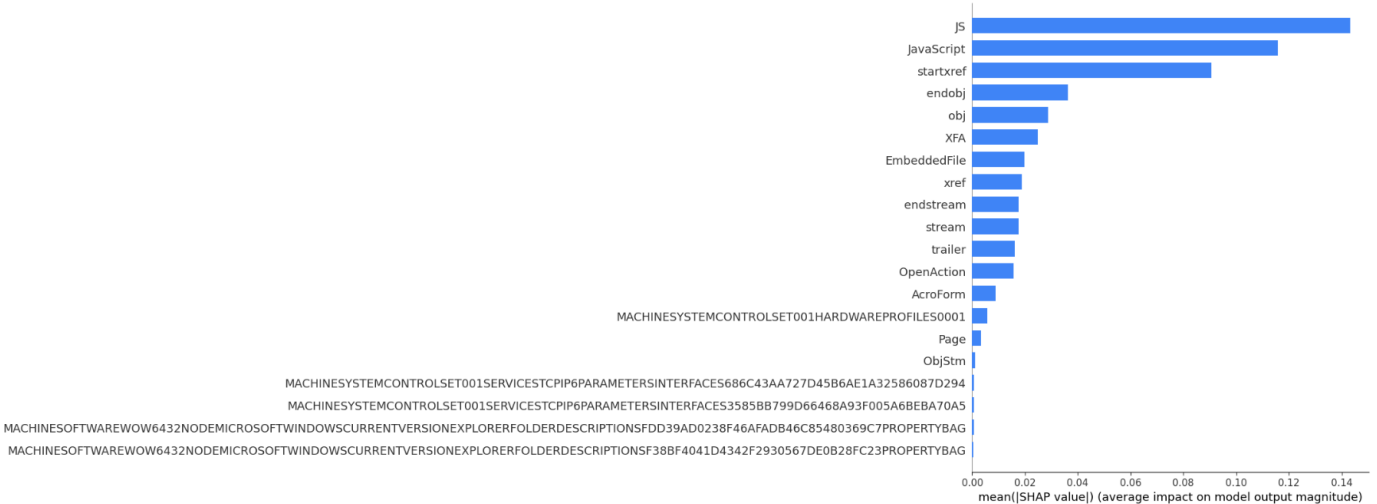 JS
JavaScript
startxref
endobj
obj
XFA
EmbeddedFile
xref
endstream
stream
trailer
OpenAction
AcroForm
MACHINESYSTEMCONTROLSET001HARDWAREPROFILES0001
Page
ObjStm
MACHINESYSTEMCONTROLSET001SERVICESTCPIP6PARAMETERSINTERFACES686C43AA727D45B6AE1A32586087D294
MACHINESYSTEMCONTROLSET001SERVICESTCPIP6PARAMETERSINTERFACES3585BB799D66468A93F005A6BEBA70A5
MACHINESOFTWAREWOW6432NODEMICROSOFTWINDOWSCURRENTVERSIONEXPLORERFOLDERDESCRIPTIONSFDD39AD0238F46AFADB46C85480369C7PROPERTYBAG
MACHINESOFTWAREWOW6432NODEMICROSOFTWINDOWSCURRENTVERSIONEXPLORERFOLDERDESCRIPTIONSF38BF4041D4342F2930567DE0B28FC23PROPERTYBAG
0.00 0.02 0.04 0.06 0.08 0.10 0.12 0.14
mean(|SHAP value|) (average impact on model output magnitude)